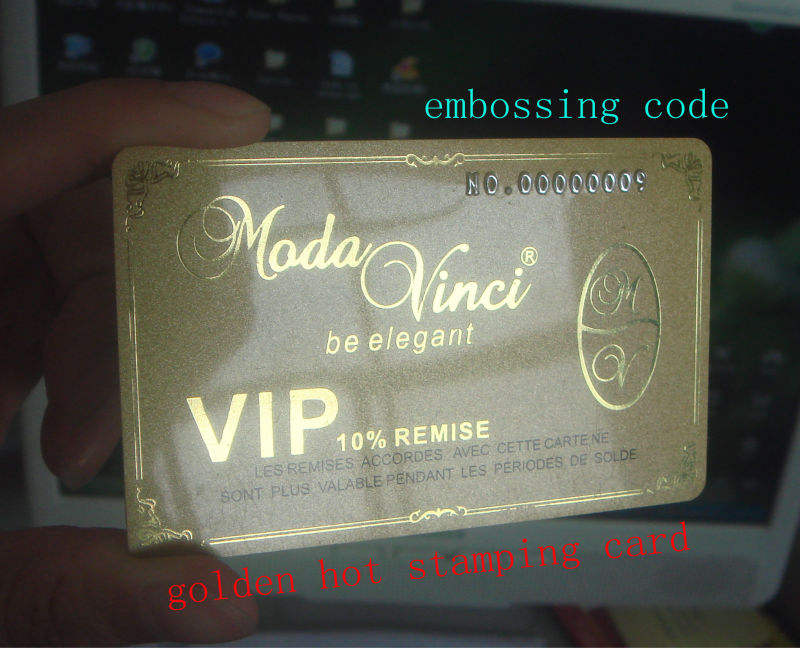 embossing code
NO.00000009
Moda
Vinci®
be elegant
M
V
VIP 10% REMISE
LES REMISES ACCORDES AVEC CETTE CARTE NE
SONT PLUS VALABLE PENDANT LES PÉRIODES DE SOLDE
golden hot stamping card